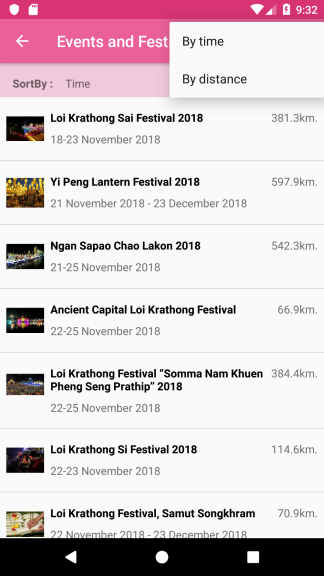 9:32
Events and Fest
By time
By distance
SortBy : Time
Loi Krathong Sai Festival 2018 381.3km.
18-23 November 2018
Yi Peng Lantern Festival 2018 597.9km.
21 November 2018 - 23 December 2018
Ngan Sapao Chao Lakon 2018 542.3km.
21-25 November 2018
Ancient Capital Loi Krathong Festival 66.9km.
22-25 November 2018
Loi Krathong Festival “Somma Nam Khuen 384.4km.
Pheng Seng Prathip” 2018
22-25 November 2018
Loi Krathong Si Festival 2018 114.6km.
22-23 November 2018
Loi Krathong Festival, Samut Songkhram 70.9km.
22 November 2018 - 23 November 2018